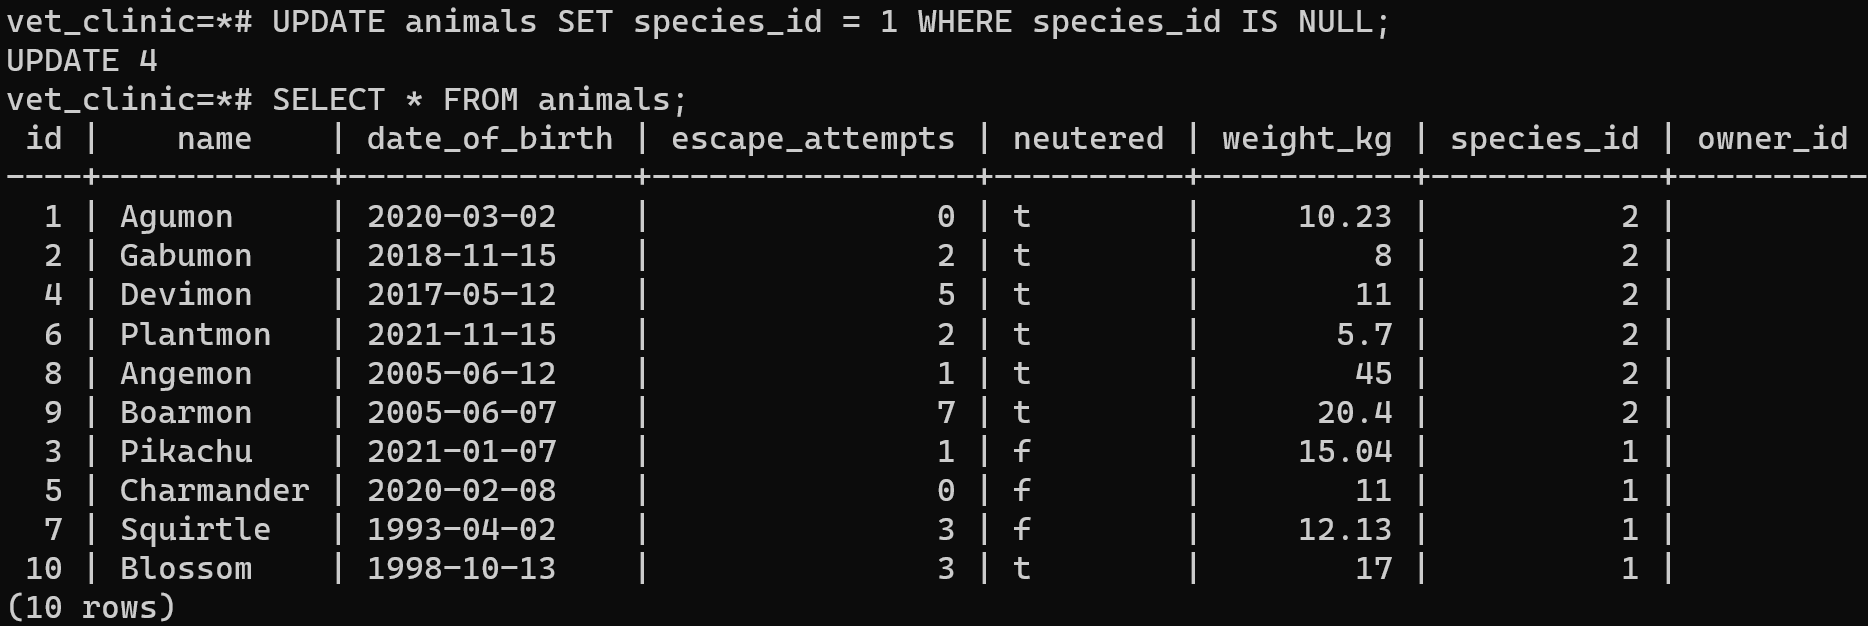 vet_clinic=*# UPDATE animals SET species_id = 1 WHERE species_id IS NULL;
UPDATE 4
vet_clinic=*# SELECT * FROM animals;
 id |    name    | date_of_birth | escape_attempts | neutered | weight_kg | species_id | owner_id
----+------------+---------------+-----------------+----------+-----------+------------+----------
  1 | Agumon     | 2020-03-02    |               0 | t        |     10.23 |          2 |
  2 | Gabumon    | 2018-11-15    |               2 | t        |         8 |          2 |
  4 | Devimon    | 2017-05-12    |               5 | t        |        11 |          2 |
  6 | Plantmon   | 2021-11-15    |               2 | t        |       5.7 |          2 |
  8 | Angemon    | 2005-06-12    |               1 | t        |        45 |          2 |
  9 | Boarmon    | 2005-06-07    |               7 | t        |      20.4 |          2 |
  3 | Pikachu    | 2021-01-07    |               1 | f        |     15.04 |          1 |
  5 | Charmander | 2020-02-08    |               0 | f        |        11 |          1 |
  7 | Squirtle   | 1993-04-02    |               3 | f        |     12.13 |          1 |
 10 | Blossom    | 1998-10-13    |               3 | t        |        17 |          1 |
(10 rows)